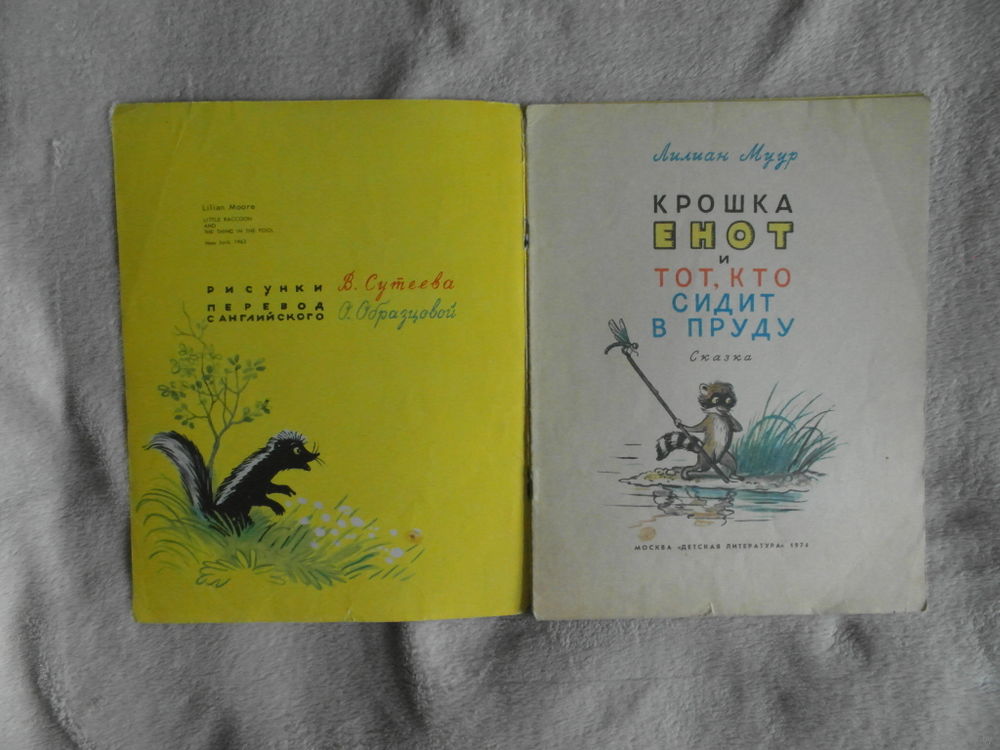 Lilian Moore
LITTLE RACCOON
AND
THE THING IN THE POOL
New York 1963
РИСУНКИ В. Сутеева
ПЕРЕВОД
С АНГЛИЙСКОГО О. Образцовой
Лилиан Муур
КРОШКА
ЕНОТ
И
ТОТ, КТО
СИДИТ
В ПРУДУ
Сказка
МОСКВА «ДЕТСКАЯ ЛИТЕРАТУРА» 1974